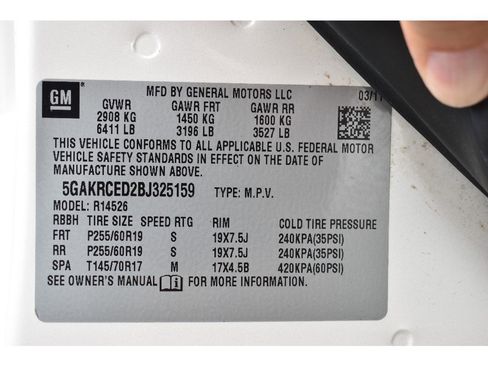 GM
MFD BY GENERAL MOTORS LLC 03/11
GVWR GAWR FRT GAWR RR
2908 KG 1450 KG 1600 KG
6411 LB 3196 LB 3527 LB
THIS VEHICLE CONFORMS TO ALL APPLICABLE U.S. FEDERAL MOTOR
VEHICLE SAFETY STANDARDS IN EFFECT ON THE DATE OF
MANUFACTURE SHOWN ABOVE.
5GAKRCED2BJ325159 TYPE: M.P.V.
MODEL: R14526
RBBH TIRE SIZE SPEED RTG RIM COLD TIRE PRESSURE
FRT P255/60R19 S 19X7.5J 240KPA(35PSI)
RR P255/60R19 S 19X7.5J 240KPA(35PSI)
SPA T145/70R17 M 17X4.5B 420KPA(60PSI)
SEE OWNER'S MANUAL FOR MORE INFORMATION